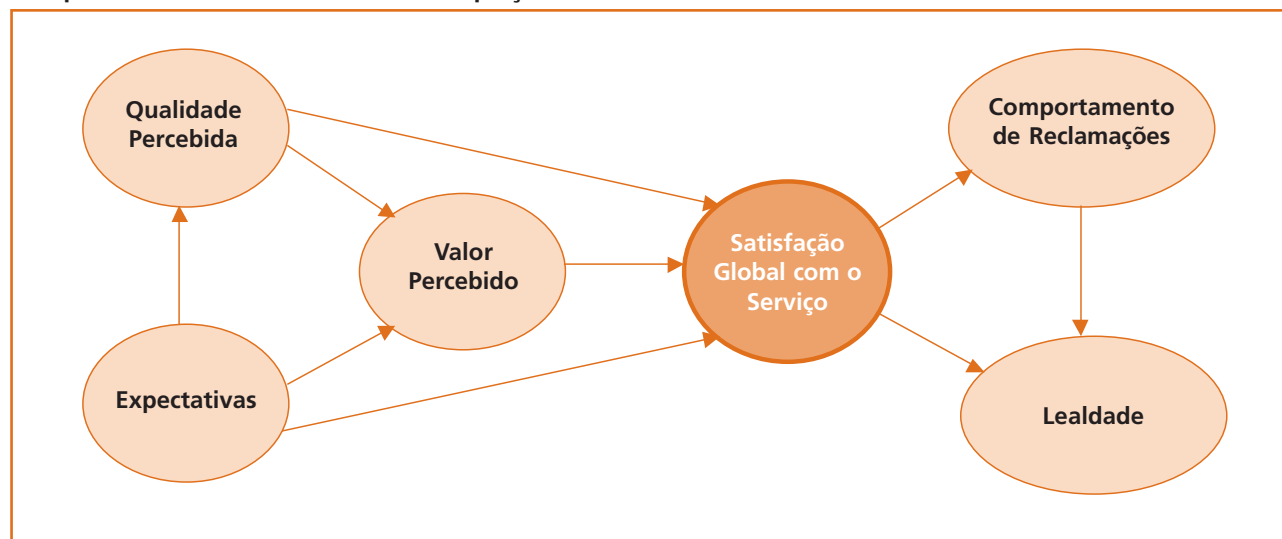 Qualidade
Percebida
Comportamento
de Reclamações
Valor
Percebido
Satisfação
Global com o
Serviço
Expectativas
Lealdade